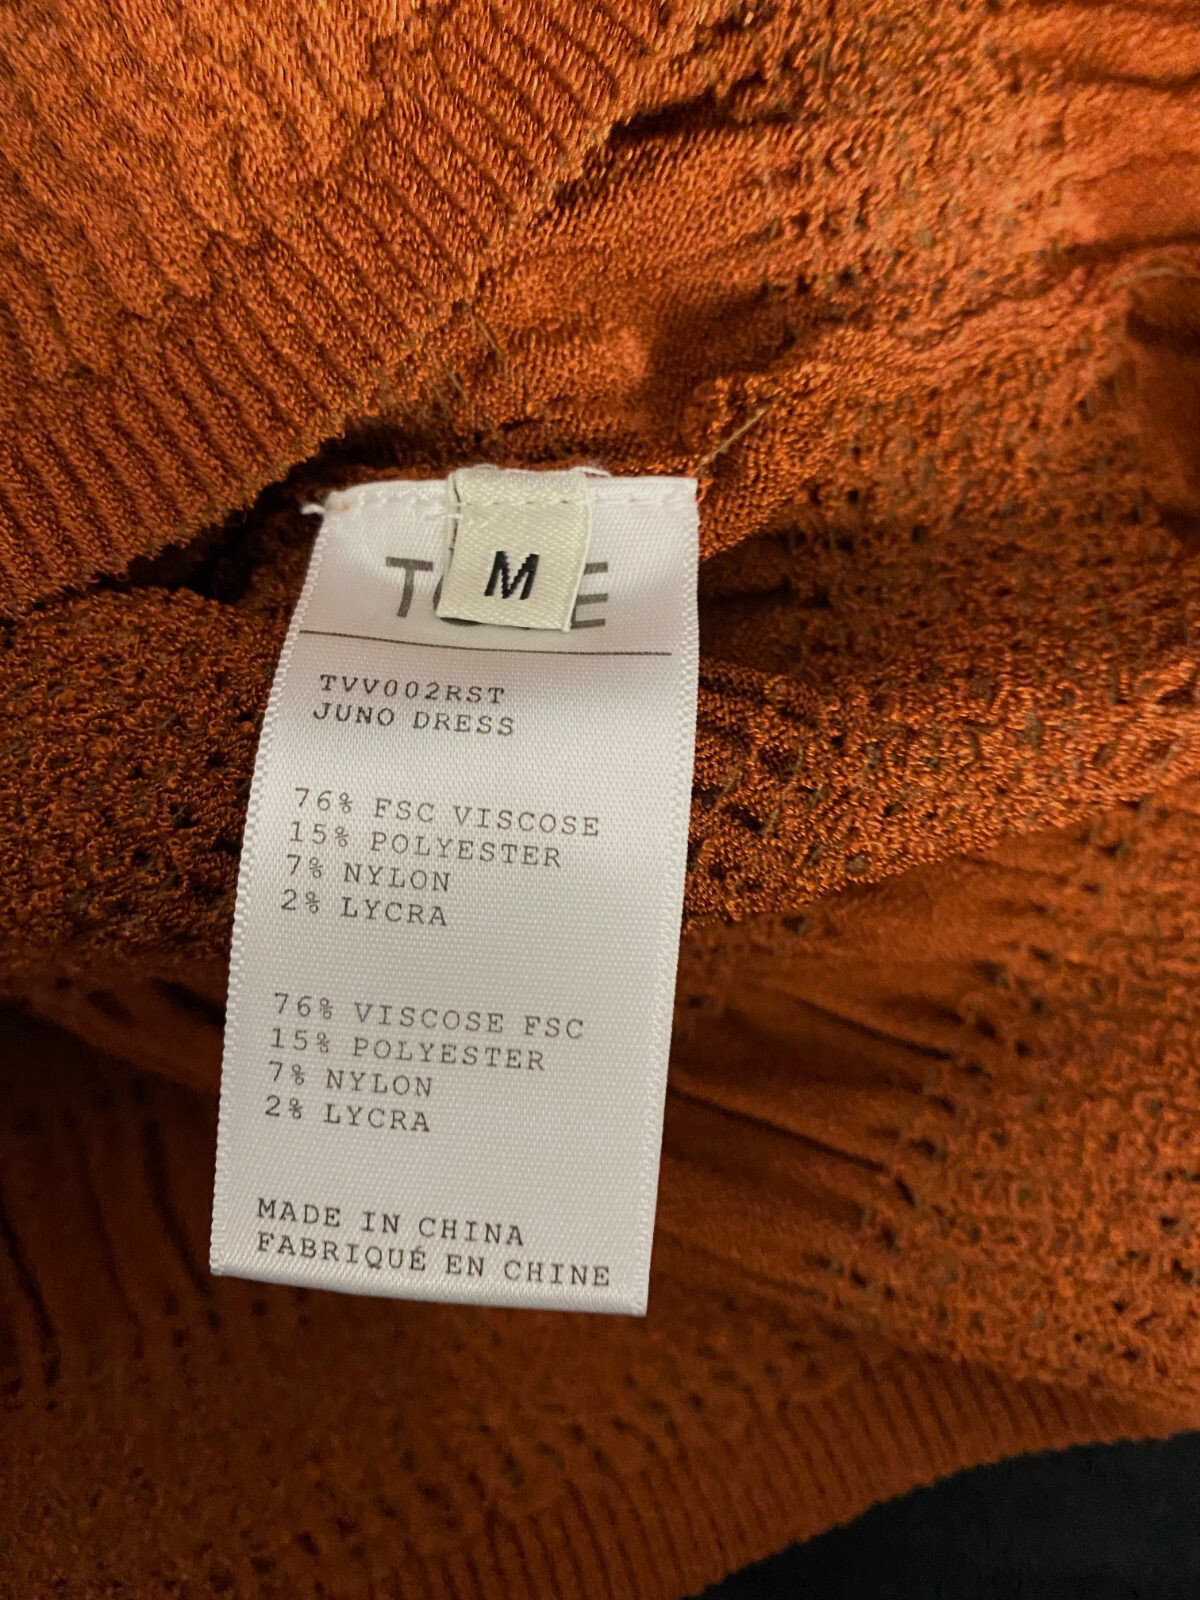 M
TVV002RST
JUNO DRESS
76% FSC VISCOSE
15% POLYESTER
7% NYLON
2% LYCRA
76% VISCOSE FSC
15% POLYESTER
7% NYLON
2% LYCRA
MADE IN CHINA
FABRIQUÉ EN CHINE